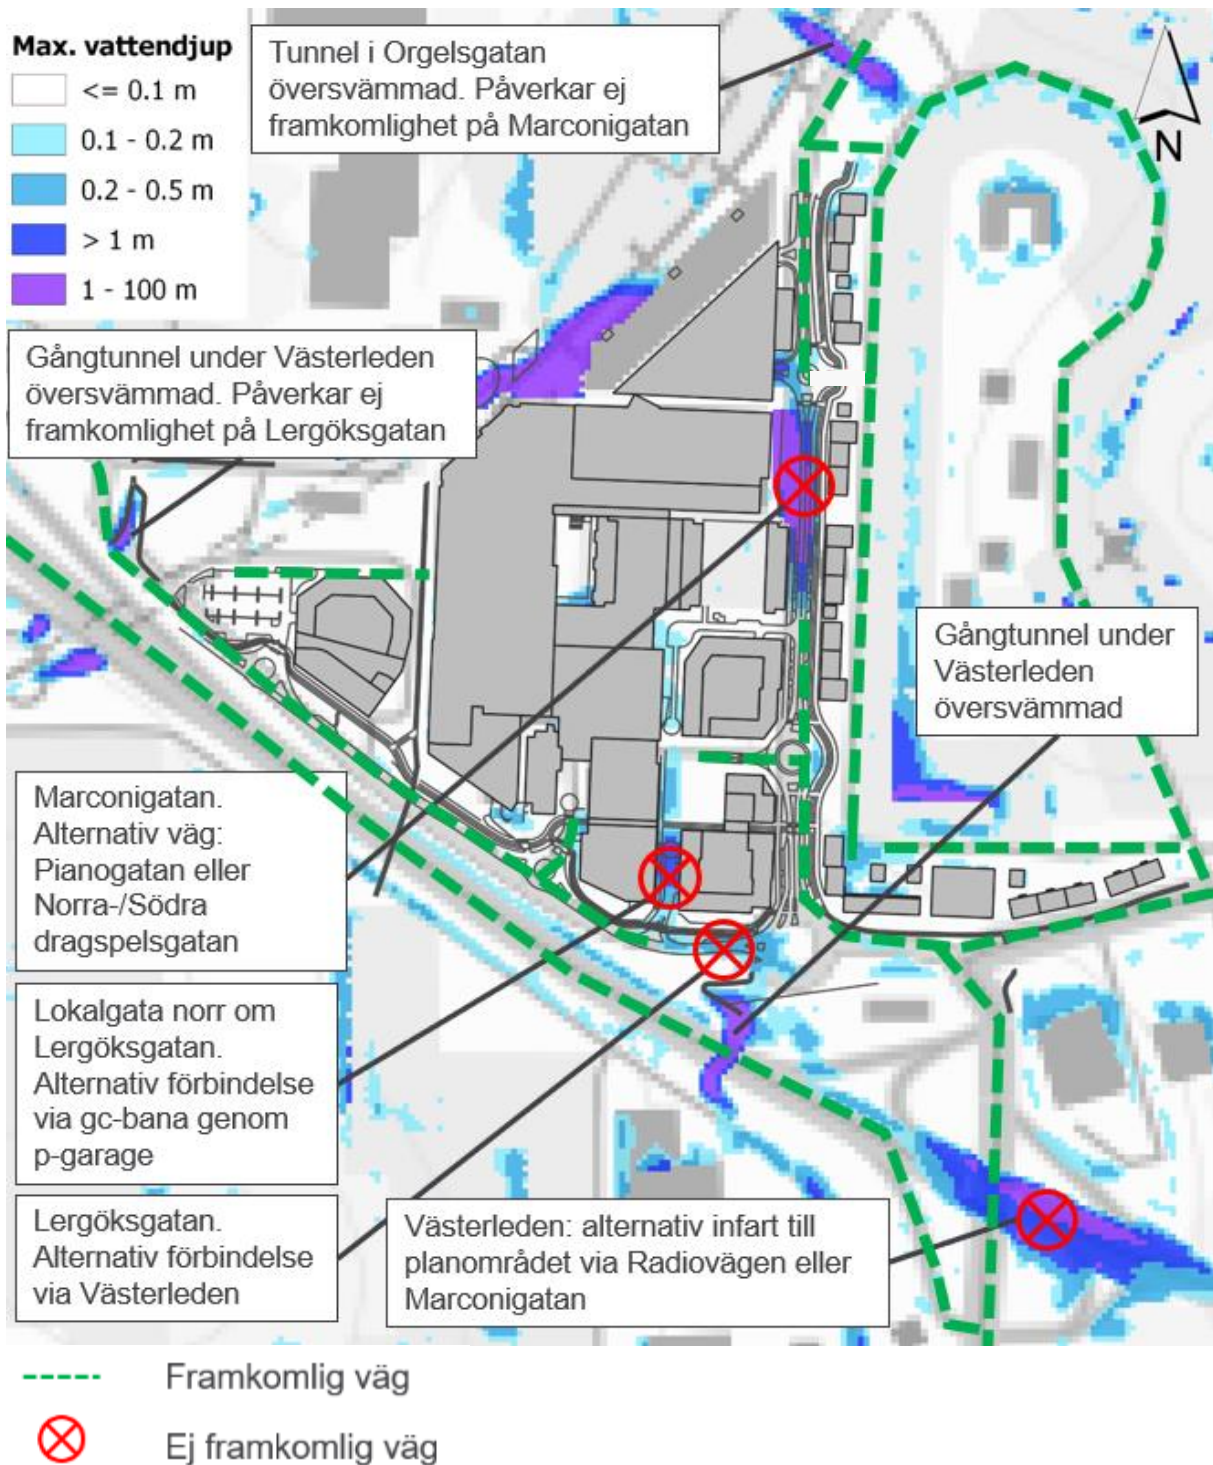 Max. vattendjup
<= 0.1 m
0.1 - 0.2 m
0.2 - 0.5 m
> 1 m
1 - 100 m
Tunnel i Orgelsgatan
översvämmad. Påverkar ej
framkomlighet på Marconigatan
N
Gångtunnel under Västerleden
översvämmad. Påverkar ej
framkomlighet på Lergöksgatan
Gångtunnel under
Västerleden
översvämmad
Marconigatan.
Alternativ väg:
Pianogatan eller
Norra-/Södra
dragspelsgatan
Lokalgata norr om
Lergöksgatan.
Alternativ förbindelse
via gc-bana genom
p-garage
Lergöksgatan.
Alternativ förbindelse
via Västerleden
Västerleden: alternativ infart till
planområdet via Radiovägen eller
Marconigatan
Framkomlig väg
Ej framkomlig väg